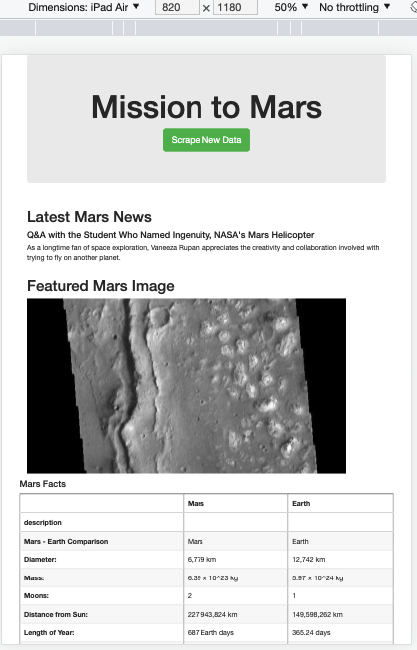 Dimensions: iPad Air ▼ 820 × 1180 50% ▼ No throttling ▼
Mission to Mars
Scrape New Data
Latest Mars News
Q&A with the Student Who Named Ingenuity, NASA's Mars Helicopter
As a longtime fan of space exploration, Vaneeza Rupan appreciates the creativity and collaboration involved with
trying to fly on another planet.
Featured Mars Image
Mars Facts
Mars Earth
description
Mars - Earth Comparison Mars Earth
Diameter: 6,779 km 12,742 km
Mass: 6.39 × 10^23 kg 5.97 × 10^24 kg
Moons: 2 1
Distance from Sun: 227,943,824 km 149,598,262 km
Length of Year: 687 Earth days 365.24 days